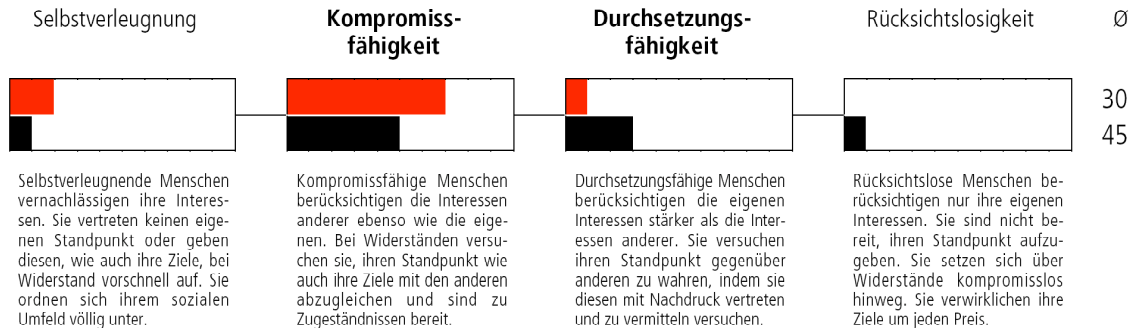 Selbstverleugnung
Kompromiss-
fähigkeit
Durchsetzungs-
fähigkeit
Rücksichtslosigkeit
Ø
30
45
Selbstverleugnende Menschen
vernachlässigen ihre Interes-
sen. Sie vertreten keinen eige-
nen Standpunkt oder geben
diesen, wie auch ihre Ziele, bei
Widerstand vorschnell auf. Sie
ordnen sich ihrem sozialen
Umfeld völlig unter.
Kompromissfähige Menschen
berücksichtigen die Interessen
anderer ebenso wie die eige-
nen. Bei Widerständen versu-
chen sie, ihren Standpunkt wie
auch ihre Ziele mit den anderen
abzugleichen und sind zu
Zugeständnissen bereit.
Durchsetzungsfähige Menschen
berücksichtigen die eigenen
Interessen stärker als die Inter-
essen anderer. Sie versuchen
ihren Standpunkt gegenüber
anderen zu wahren, indem sie
diesen mit Nachdruck vertreten
und zu vermitteln versuchen.
Rücksichtslose Menschen be-
rücksichtigen nur ihre eigenen
Interessen. Sie sind nicht be-
reit, ihren Standpunkt aufzu-
geben. Sie setzen sich über
Widerstände kompromisslos
hinweg. Sie verwirklichen ihre
Ziele um jeden Preis.